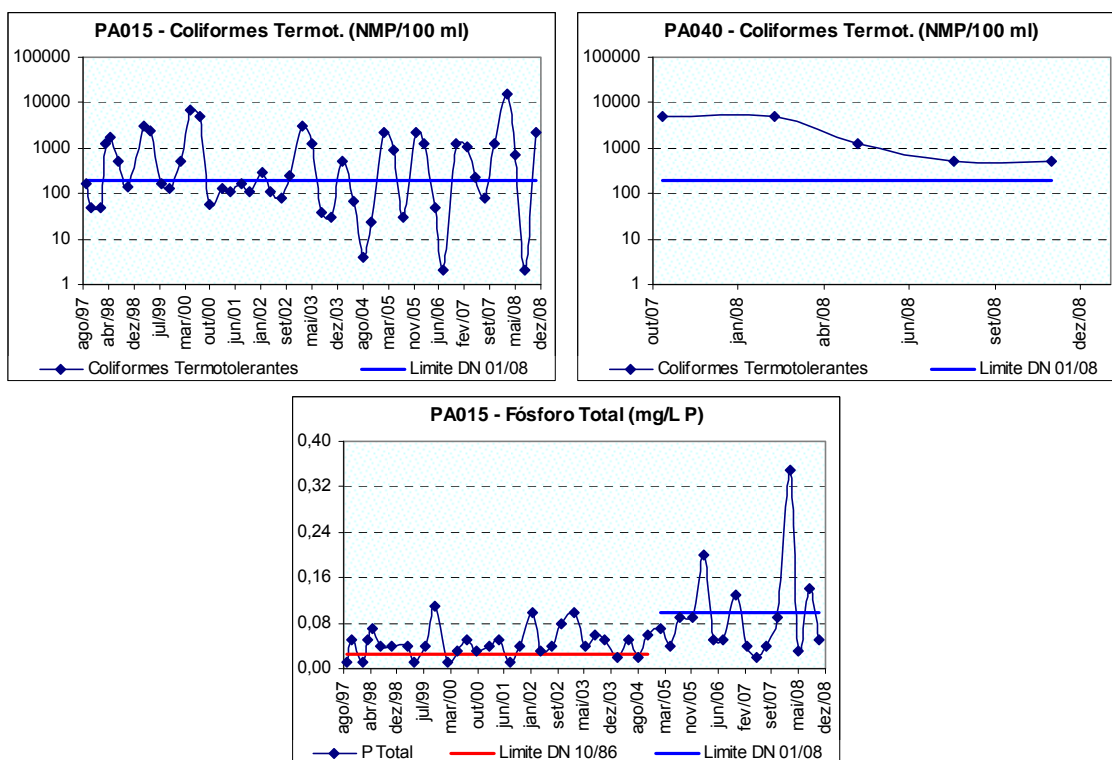 PA015 - Coliformes Termot. (NMP/100 ml)
100000
10000
1000
100
10
1
ago/97
abr/98
dez/98
jul/99
mar/00
out/00
jun/01
jan/02
set/02
mai/03
dez/03
ago/04
mar/05
nov/05
jun/06
fev/07
set/07
mai/08
dez/08
Coliformes Termotolerantes
Limite DN 01/08
PA040 - Coliformes Termot. (NMP/100 ml)
100000
10000
1000
100
10
1
out/07
jan/08
abr/08
jun/08
set/08
dez/08
Coliformes Termotolerantes
Limite DN 01/08
PA015 - Fósforo Total (mg/L P)
0,40
0,32
0,24
0,16
0,08
0,00
ago/97
abr/98
dez/98
jul/99
mar/00
out/00
jun/01
jan/02
set/02
mai/03
dez/03
ago/04
mar/05
nov/05
jun/06
fev/07
set/07
mai/08
dez/08
P Total
Limite DN 10/86
Limite DN 01/08